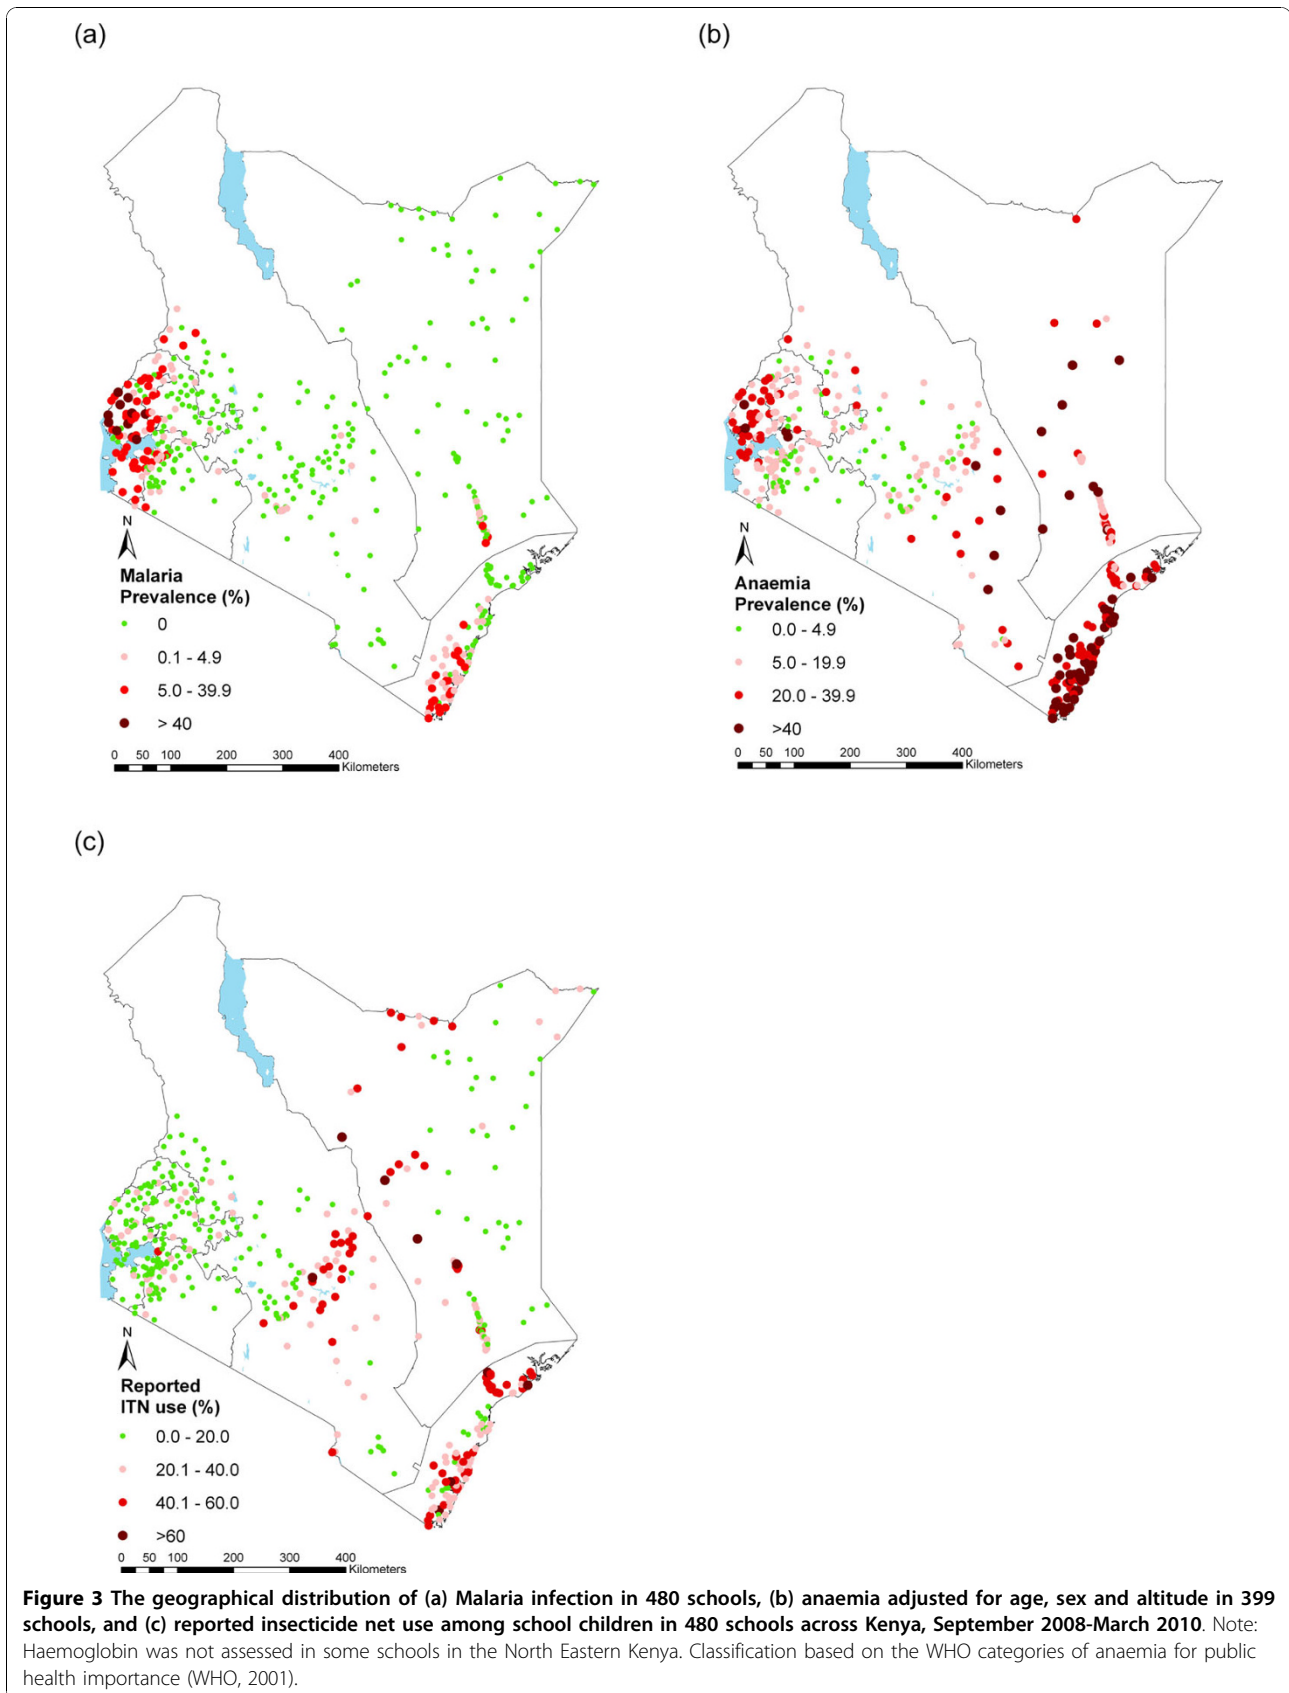 (a)
(b)
N
Malaria
Prevalence (%)
0
0.1 - 4.9
5.0 - 39.9
> 40
0 50 100 200 300 400
Kilometers
N
Anaemia
Prevalence (%)
0.0 - 4.9
5.0 - 19.9
20.0 - 39.9
>40
0 50 100 200 300 400
Kilometers
(c)
N
Reported
ITN use (%)
0.0 - 20.0
20.1 - 40.0
40.1 - 60.0
>60
0 50 100 200 300 400
Kilometers
Figure 3 The geographical distribution of (a) Malaria infection in 480 schools, (b) anaemia adjusted for age, sex and altitude in 399
schools, and (c) reported insecticide net use among school children in 480 schools across Kenya, September 2008-March 2010. Note:
Haemoglobin was not assessed in some schools in the North Eastern Kenya. Classification based on the WHO categories of anaemia for public
health importance (WHO, 2001).